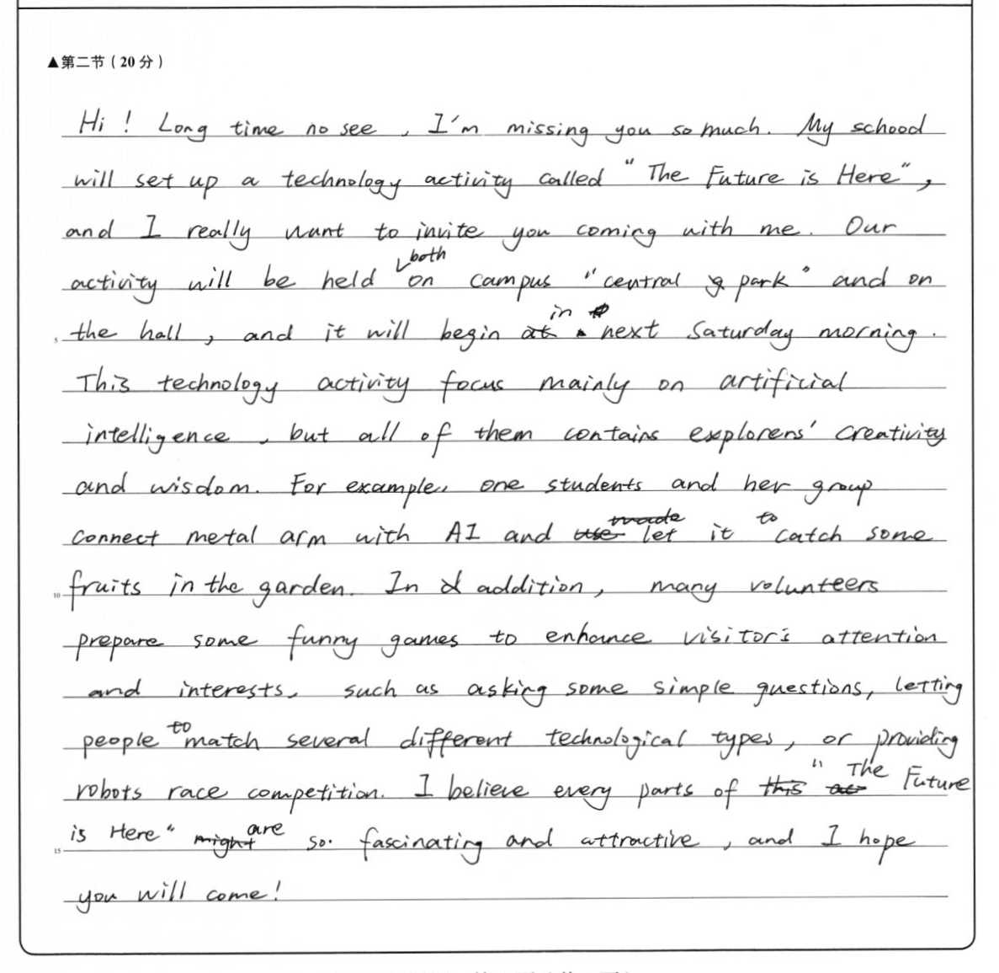 ▲第二节（20分）
Hi! Long time no see, I'm missing you so much. My schood
will set up a technology activity called "The Future is Here",
and I really want to invite you coming with me. Our
activity will be held both on campus "central park" and on
5 the hall, and it will begin in next Saturday morning.
This technology activity focus mainly on artificial
intelligence, but all of them contains explorers' creativity
and wisdom. For example, one students and her group
connect metal arm with AI and let it to catch some
10 fruits in the garden. In addition, many volunteers
prepare some funny games to enhance visitor's attention
and interests, such as asking some simple questions, letting
people to match several different technological types, or providing
robots race competition. I believe every parts of "The Future
15 is Here" are so fascinating and attractive, and I hope
you will come!